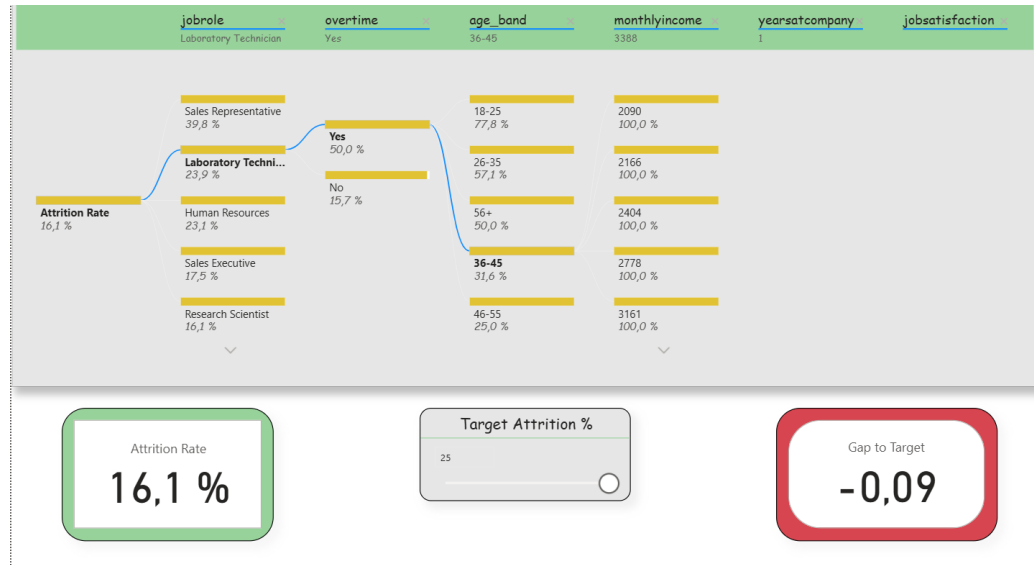 jobrole × overtime × age_band × monthlyincome × yearsatcompany × jobsatisfaction ×
Laboratory Technician Yes 36-45 3388 1
Sales Representative
39,8 %
Laboratory Techni...
23,9 %
Human Resources
23,1 %
Sales Executive
17,5 %
Research Scientist
16,1 %
Attrition Rate
16,1 %
Yes
50,0 %
No
15,7 %
18-25
77,8 %
26-35
57,1 %
56+
50,0 %
36-45
31,6 %
46-55
25,0 %
2090
100,0 %
2166
100,0 %
2404
100,0 %
2778
100,0 %
3161
100,0 %
Attrition Rate
16,1 %
Target Attrition %
25
Gap to Target
-0,09